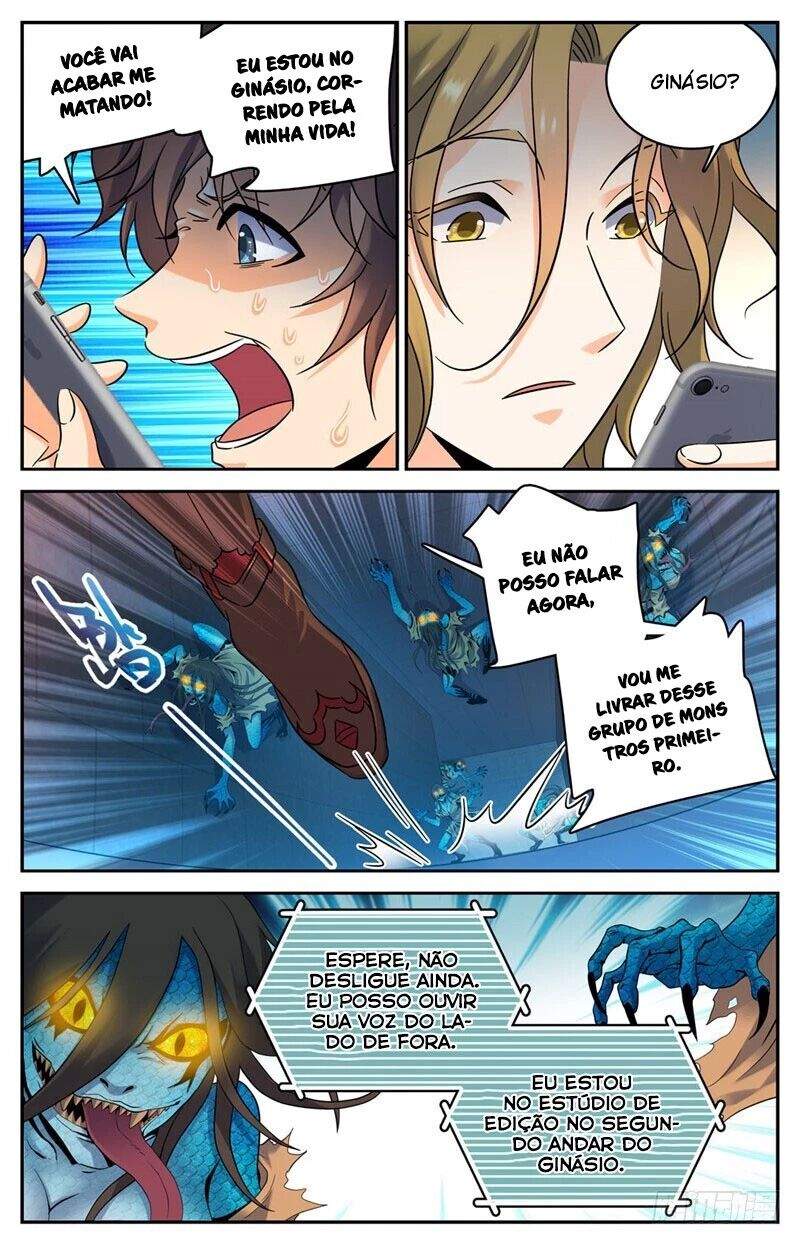 VOCÊ VAI
ACABAR ME
MATANDO!
EU ESTOU NO
GINÁSIO, COR-
RENDO PELA
MINHA VIDA!
GINÁSIO?
EU NÃO
POSSO FALAR
AGORA,
VOU ME
LIVRAR DESSE
GRUPO DE MONS
TROS PRIMEI-
RO.
ESPERE, NÃO
DESLIGUE AINDA.
EU POSSO OUVIR
SUA VOZ DO LA-
DO DE FORA.
EU ESTOU
NO ESTÚDIO DE
EDIÇÃO NO SEGUN-
DO ANDAR DO
GINÁSIO.